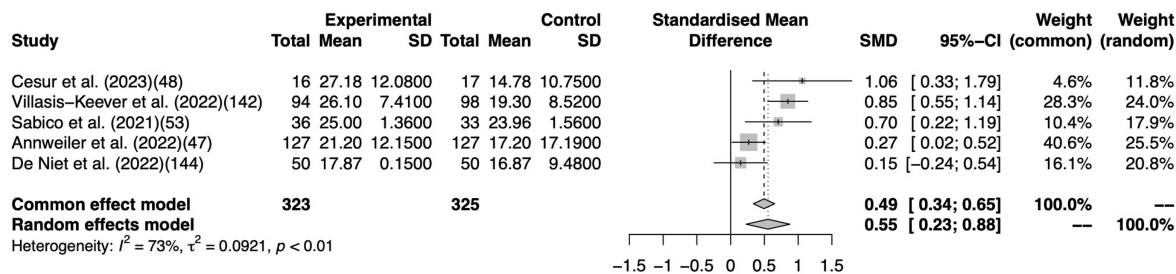 Experimental Control Standardised Mean Weight Weight
Study Total Mean SD Total Mean SD Difference SMD 95%−CI (common) (random)
Cesur et al. (2023)(48) 16 27.18 12.0800 17 14.78 10.7500 1.06 [ 0.33; 1.79] 4.6% 11.8%
Villasis−Keever et al. (2022)(142) 94 26.10 7.4100 98 19.30 8.5200 0.85 [ 0.55; 1.14] 28.3% 24.0%
Sabico et al. (2021)(53) 36 25.00 1.3600 33 23.96 1.5600 0.70 [ 0.22; 1.19] 10.4% 17.9%
Annweiler et al. (2022)(47) 127 21.20 12.1500 127 17.20 17.1900 0.27 [ 0.02; 0.52] 40.6% 25.5%
De Niet et al. (2022)(144) 50 17.87 0.1500 50 16.87 9.4800 0.15 [−0.24; 0.54] 16.1% 20.8%
Common effect model 323 325 0.49 [ 0.34; 0.65] 100.0% −−
Random effects model 0.55 [ 0.23; 0.88] −− 100.0%
Heterogeneity: I² = 73%, τ² = 0.0921, p < 0.01
−1.5 −1 −0.5 0 0.5 1 1.5